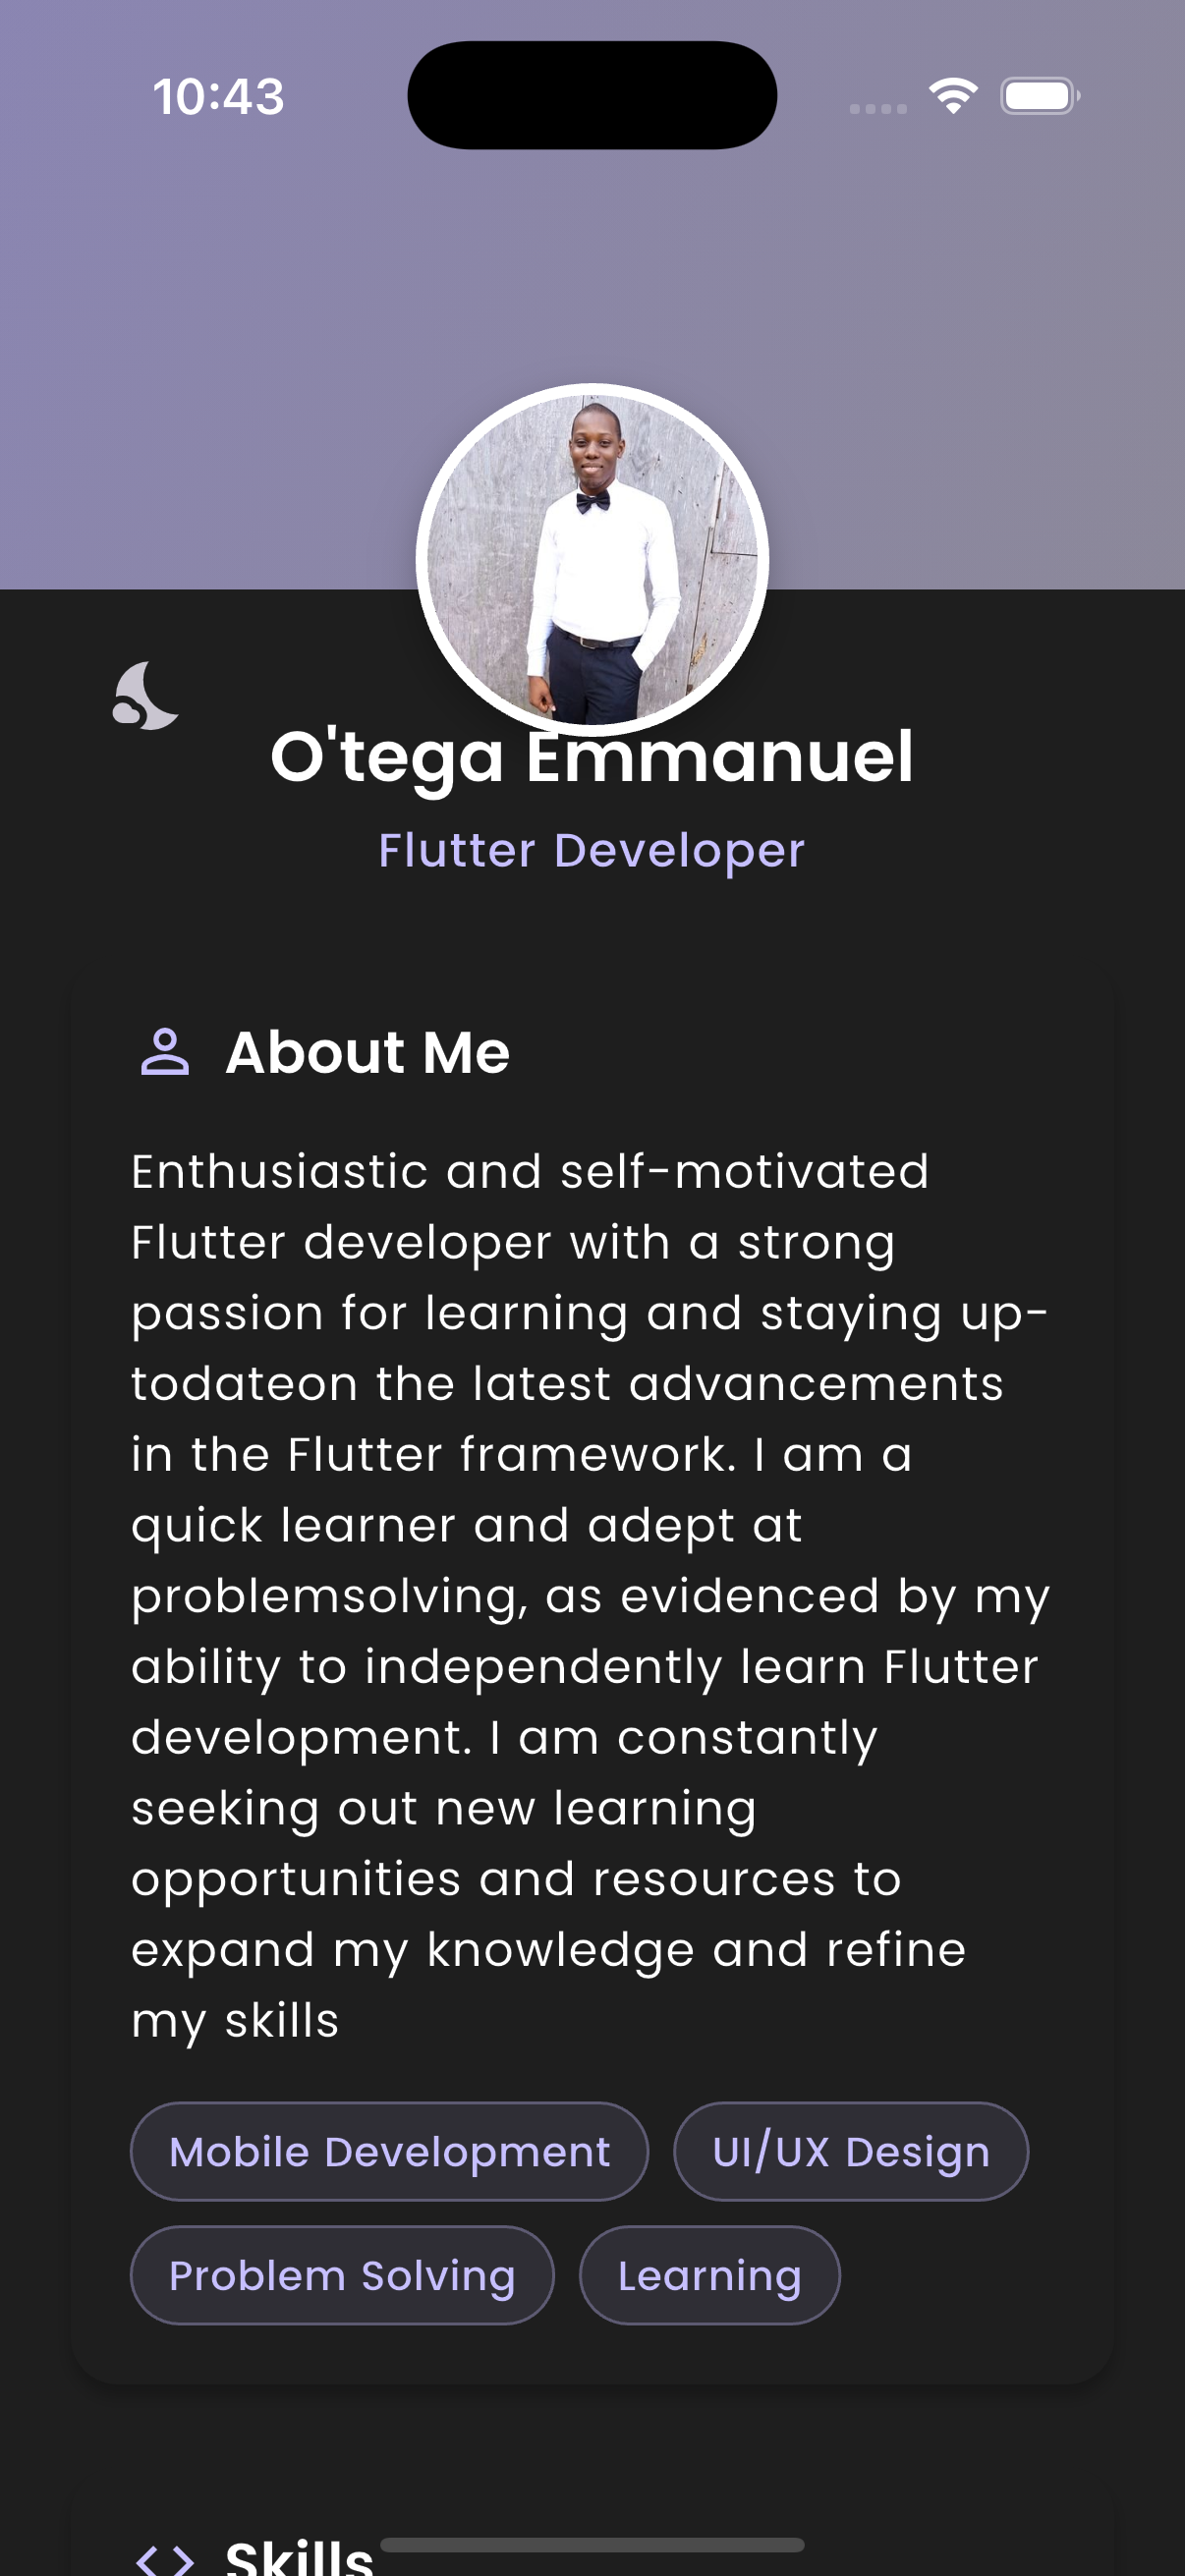 10:43
O'tega Emmanuel
Flutter Developer
About Me
Enthusiastic and self-motivated
Flutter developer with a strong
passion for learning and staying up-
todateon the latest advancements
in the Flutter framework. I am a
quick learner and adept at
problemsolving, as evidenced by my
ability to independently learn Flutter
development. I am constantly
seeking out new learning
opportunities and resources to
expand my knowledge and refine
my skills
Mobile Development UI/UX Design
Problem Solving Learning
Skills